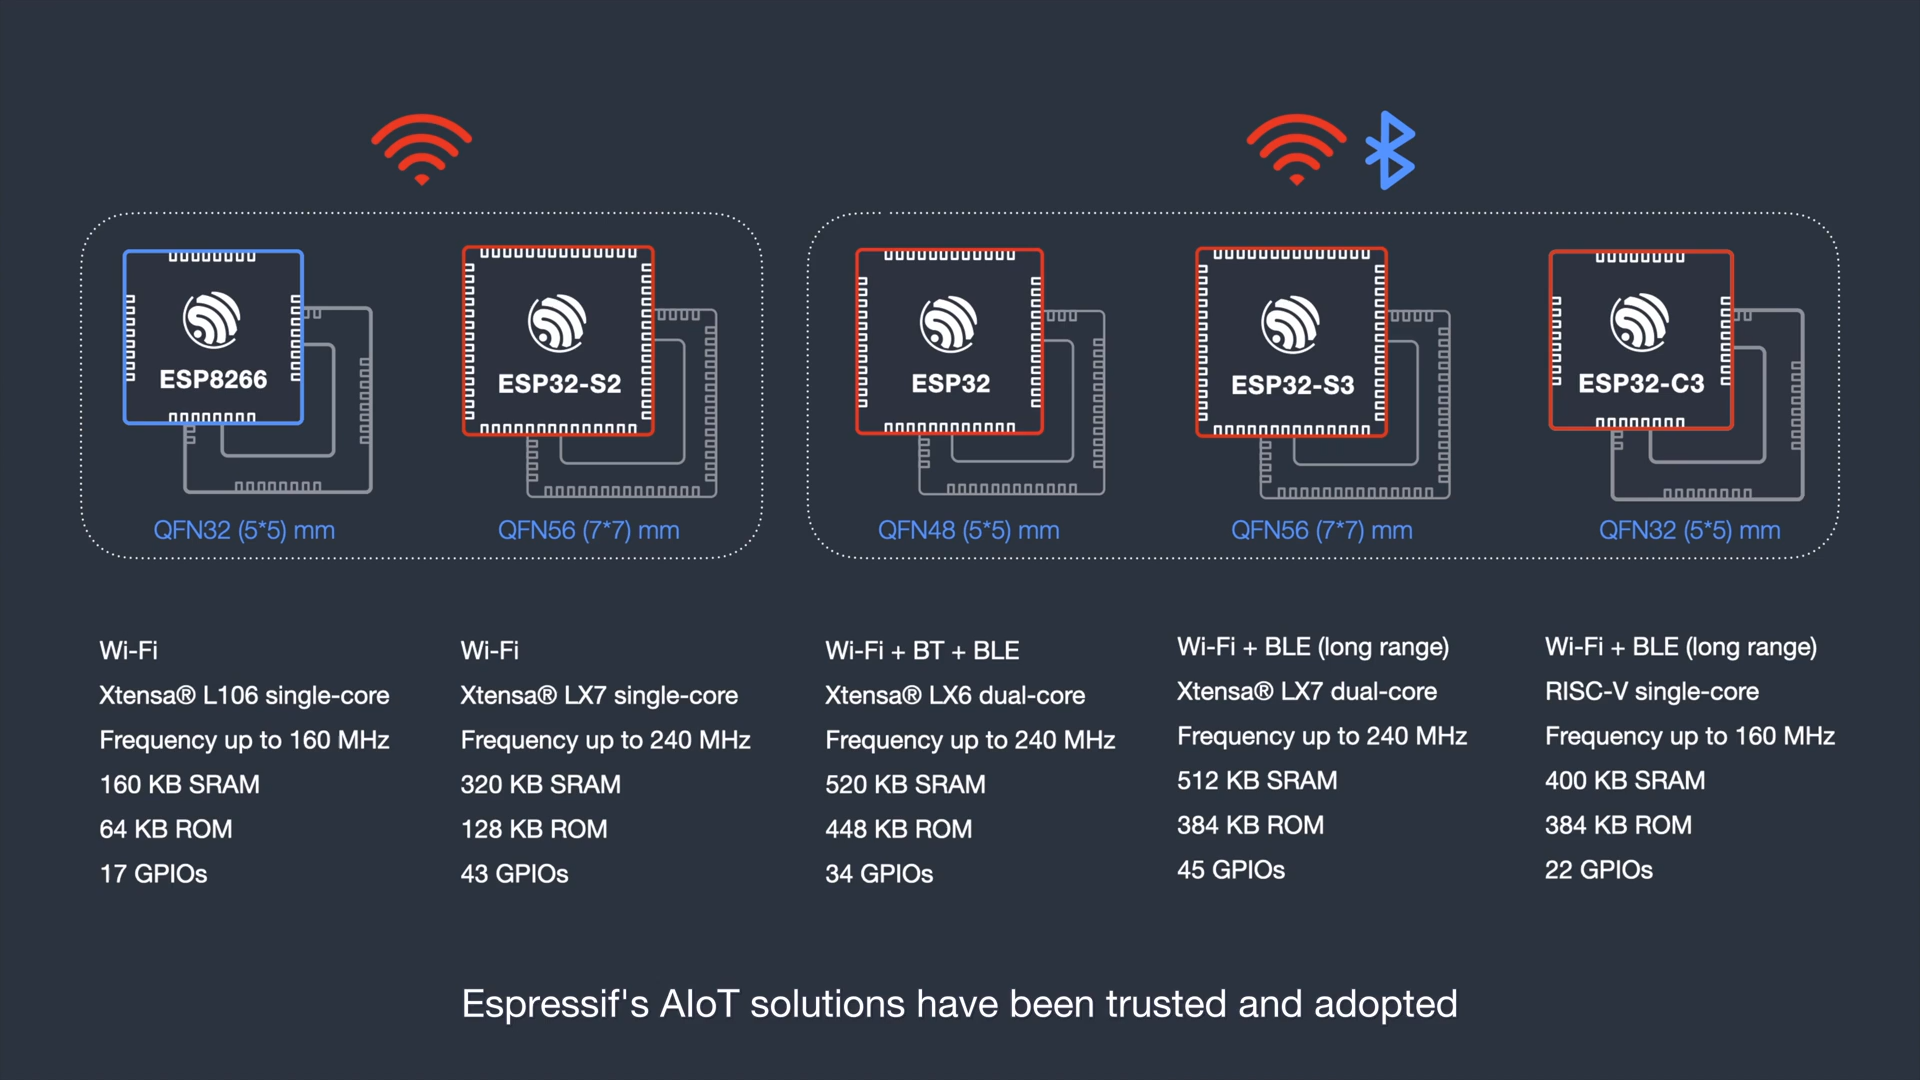 ESP8266
ESP32-S2
ESP32
ESP32-S3
ESP32-C3
QFN32 (5*5) mm
QFN56 (7*7) mm
QFN48 (5*5) mm
QFN56 (7*7) mm
QFN32 (5*5) mm
Wi-Fi
Xtensa® L106 single-core
Frequency up to 160 MHz
160 KB SRAM
64 KB ROM
17 GPIOs
Wi-Fi
Xtensa® LX7 single-core
Frequency up to 240 MHz
320 KB SRAM
128 KB ROM
43 GPIOs
Wi-Fi + BT + BLE
Xtensa® LX6 dual-core
Frequency up to 240 MHz
520 KB SRAM
448 KB ROM
34 GPIOs
Wi-Fi + BLE (long range)
Xtensa® LX7 dual-core
Frequency up to 240 MHz
512 KB SRAM
384 KB ROM
45 GPIOs
Wi-Fi + BLE (long range)
RISC-V single-core
Frequency up to 160 MHz
400 KB SRAM
384 KB ROM
22 GPIOs
Espressif's AIoT solutions have been trusted and adopted